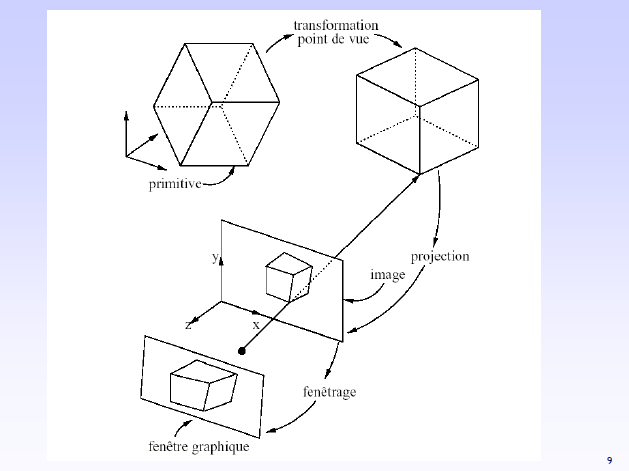 transformation
point de vue
primitive
projection
image
y
z
x
fenêtrage
fenêtre graphique
9